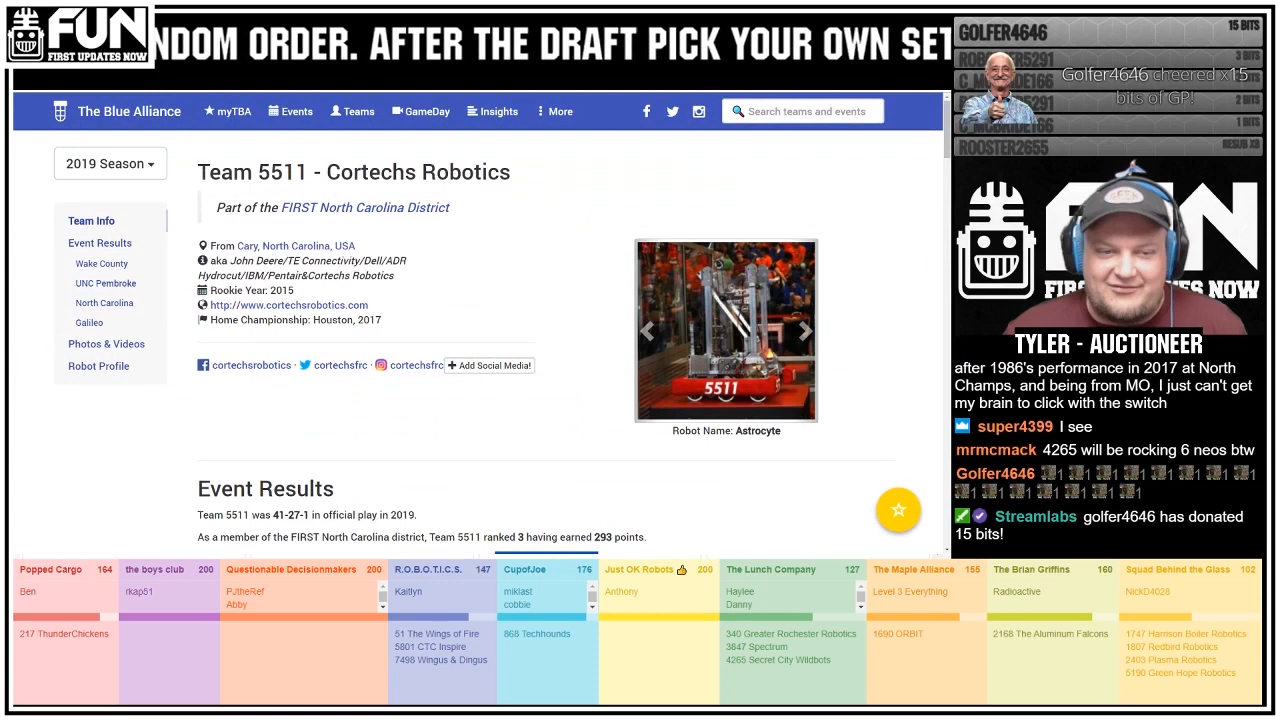 FUN
FIRST UPDATES NOW
NDOM ORDER. AFTER THE DRAFT PICK YOUR OWN SET
The Blue Alliance
myTBA
Events
Teams
GameDay
Insights
More
Search teams and events
2019 Season
Team Info
Event Results
Wake County
UNC Pembroke
North Carolina
Galileo
Photos & Videos
Robot Profile
Team 5511 - Cortechs Robotics
Part of the FIRST North Carolina District
From Cary, North Carolina, USA
aka John Deere/TE Connectivity/Dell/ADR
Hydrocut/IBM/Pentair&Cortechs Robotics
Rookie Year: 2015
http://www.cortechsrobotics.com
Home Championship: Houston, 2017
cortechsrobotics · cortechsfrc · cortechsfrc
Add Social Media!
5511
Robot Name: Astrocyte
Event Results
Team 5511 was 41-27-1 in official play in 2019.
As a member of the FIRST North Carolina district, Team 5511 ranked 3 having earned 293 points.
GOLFER4646 15 BITS
3 BITS
2 BITS
C_MCBRIDE166 1 BITS
ROOSTER2655 RESUB X8
Golfer4646 cheered x15
bits of GP!
TYLER - AUCTIONEER
after 1986's performance in 2017 at North
Champs, and being from MO, I just can't get
my brain to click with the switch
super4399 I see
mrmcmack 4265 will be rocking 6 neos btw
Golfer4646
Streamlabs golfer4646 has donated
15 bits!
Popped Cargo 164
Ben
217 ThunderChickens
the boys club 200
rkap51
Questionable Decisionmakers 200
PJtheRef
Abby
R.O.B.O.T.I.C.S. 147
Kaitlyn
51 The Wings of Fire
5801 CTC Inspire
7498 Wingus & Dingus
CupofJoe 176
miklast
cobbie
868 Techhounds
Just OK Robots 200
Anthony
The Lunch Company 127
Haylee
Danny
340 Greater Rochester Robotics
3847 Spectrum
4265 Secret City Wildbots
The Maple Alliance 155
Level 3 Everything
1690 ORBIT
The Brian Griffins 160
Radioactive
2168 The Aluminum Falcons
Squad Behind the Glass 102
NickD4028
1747 Harrison Boiler Robotics
1807 Redbird Robotics
2403 Plasma Robotics
5190 Green Hope Robotics